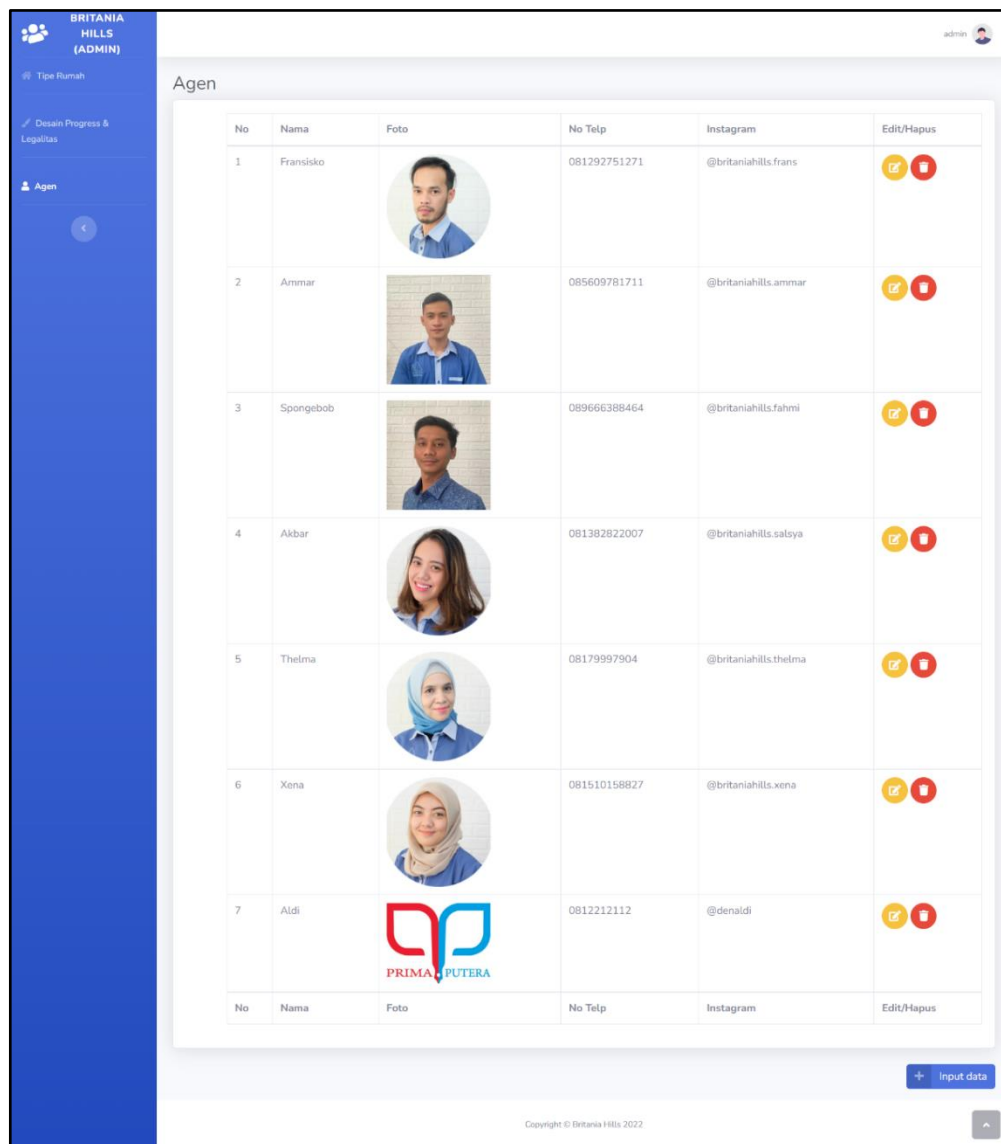 BRITANIA
HILLS
(ADMIN)
admin
Tipe Rumah
Desain Progress &
Legalitas
Agen
Agen
No Nama Foto No Telp Instagram Edit/Hapus
1 Fransisko 081292751271 @britaniahills.frans
2 Ammar 085609781711 @britaniahills.ammar
3 Spongebob 089666388464 @britaniahills.fahmi
4 Akbar 081382822007 @britaniahills.salsya
5 Thelma 08179997904 @britaniahills.thelma
6 Xena 081510158827 @britaniahills.xena
7 Aldi 0812212112 @denaldi
PRIMA PUTERA
No Nama Foto No Telp Instagram Edit/Hapus
Input data
Copyright © Britania Hills 2022